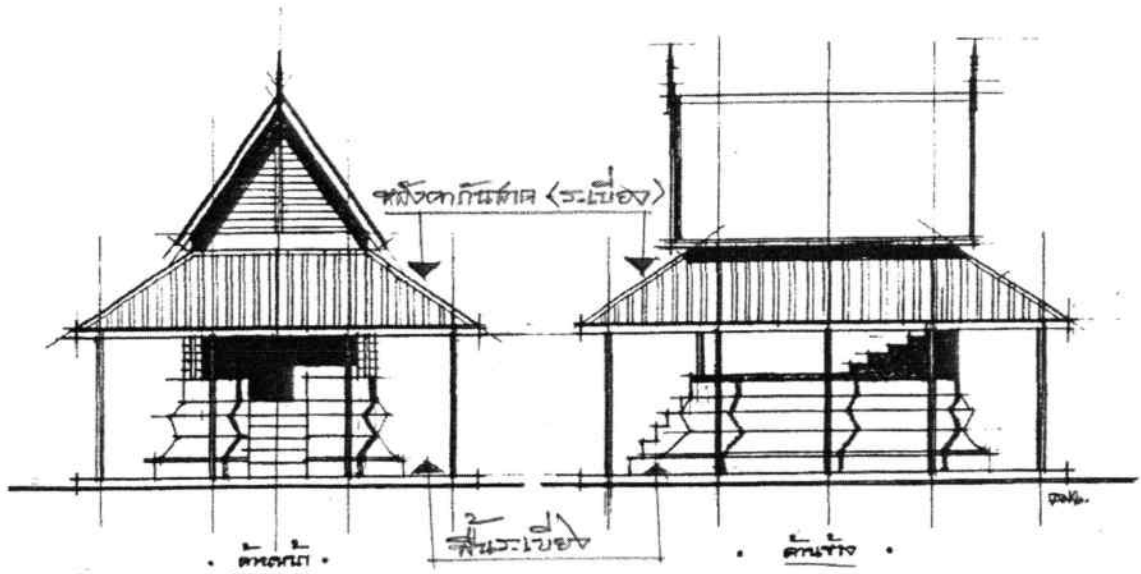 หลังคากันสาด (ระเบียง)
พื้นระเบียง
• ด้านหน้า •
• ด้านข้าง •